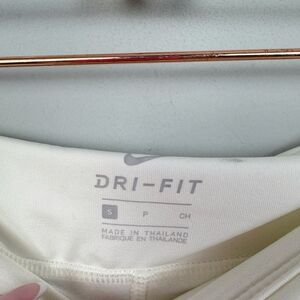 DRI-FIT
S P CH
MADE IN THAILAND
FABRIQUE EN THAILANDE